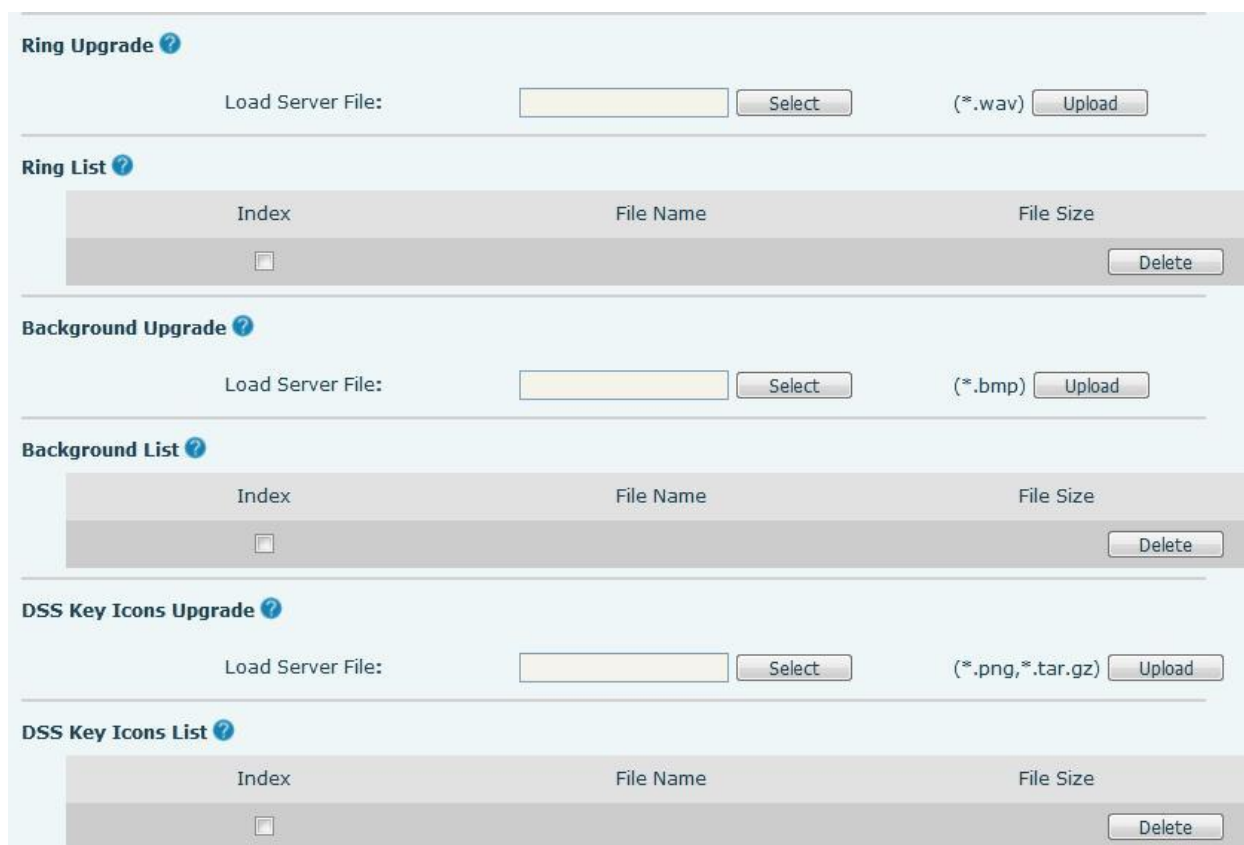 Ring Upgrade ?
Load Server File: Select (*.wav) Upload
Ring List ?
Index File Name File Size
Delete
Background Upgrade ?
Load Server File: Select (*.bmp) Upload
Background List ?
Index File Name File Size
Delete
DSS Key Icons Upgrade ?
Load Server File: Select (*.png,*.tar.gz) Upload
DSS Key Icons List ?
Index File Name File Size
Delete